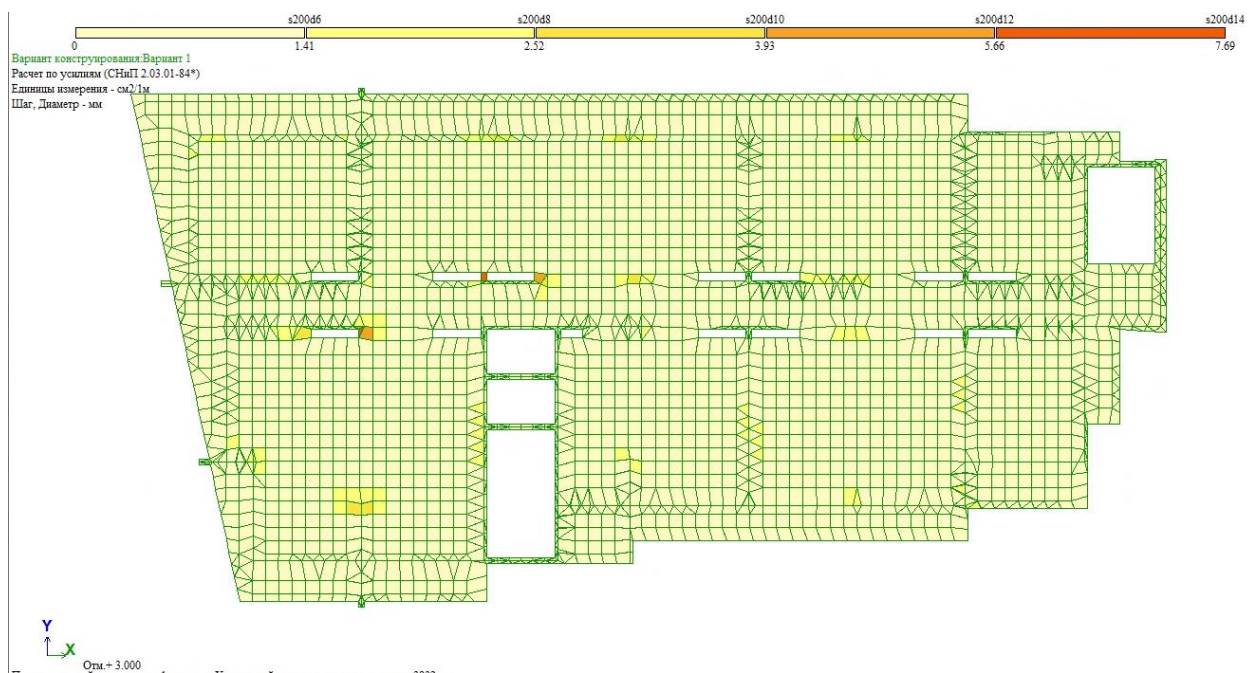 s200d6 s200d8 s200d10 s200d12 s200d14
0 1.41 2.52 3.93 5.66 7.69
Вариант конструирования:Вариант 1
Расчет по усилиям (СНиП 2.03.01-84*)
Единицы измерения - см2/1м
Шаг, Диаметр - мм
Y
X
Отм.+ 3.000